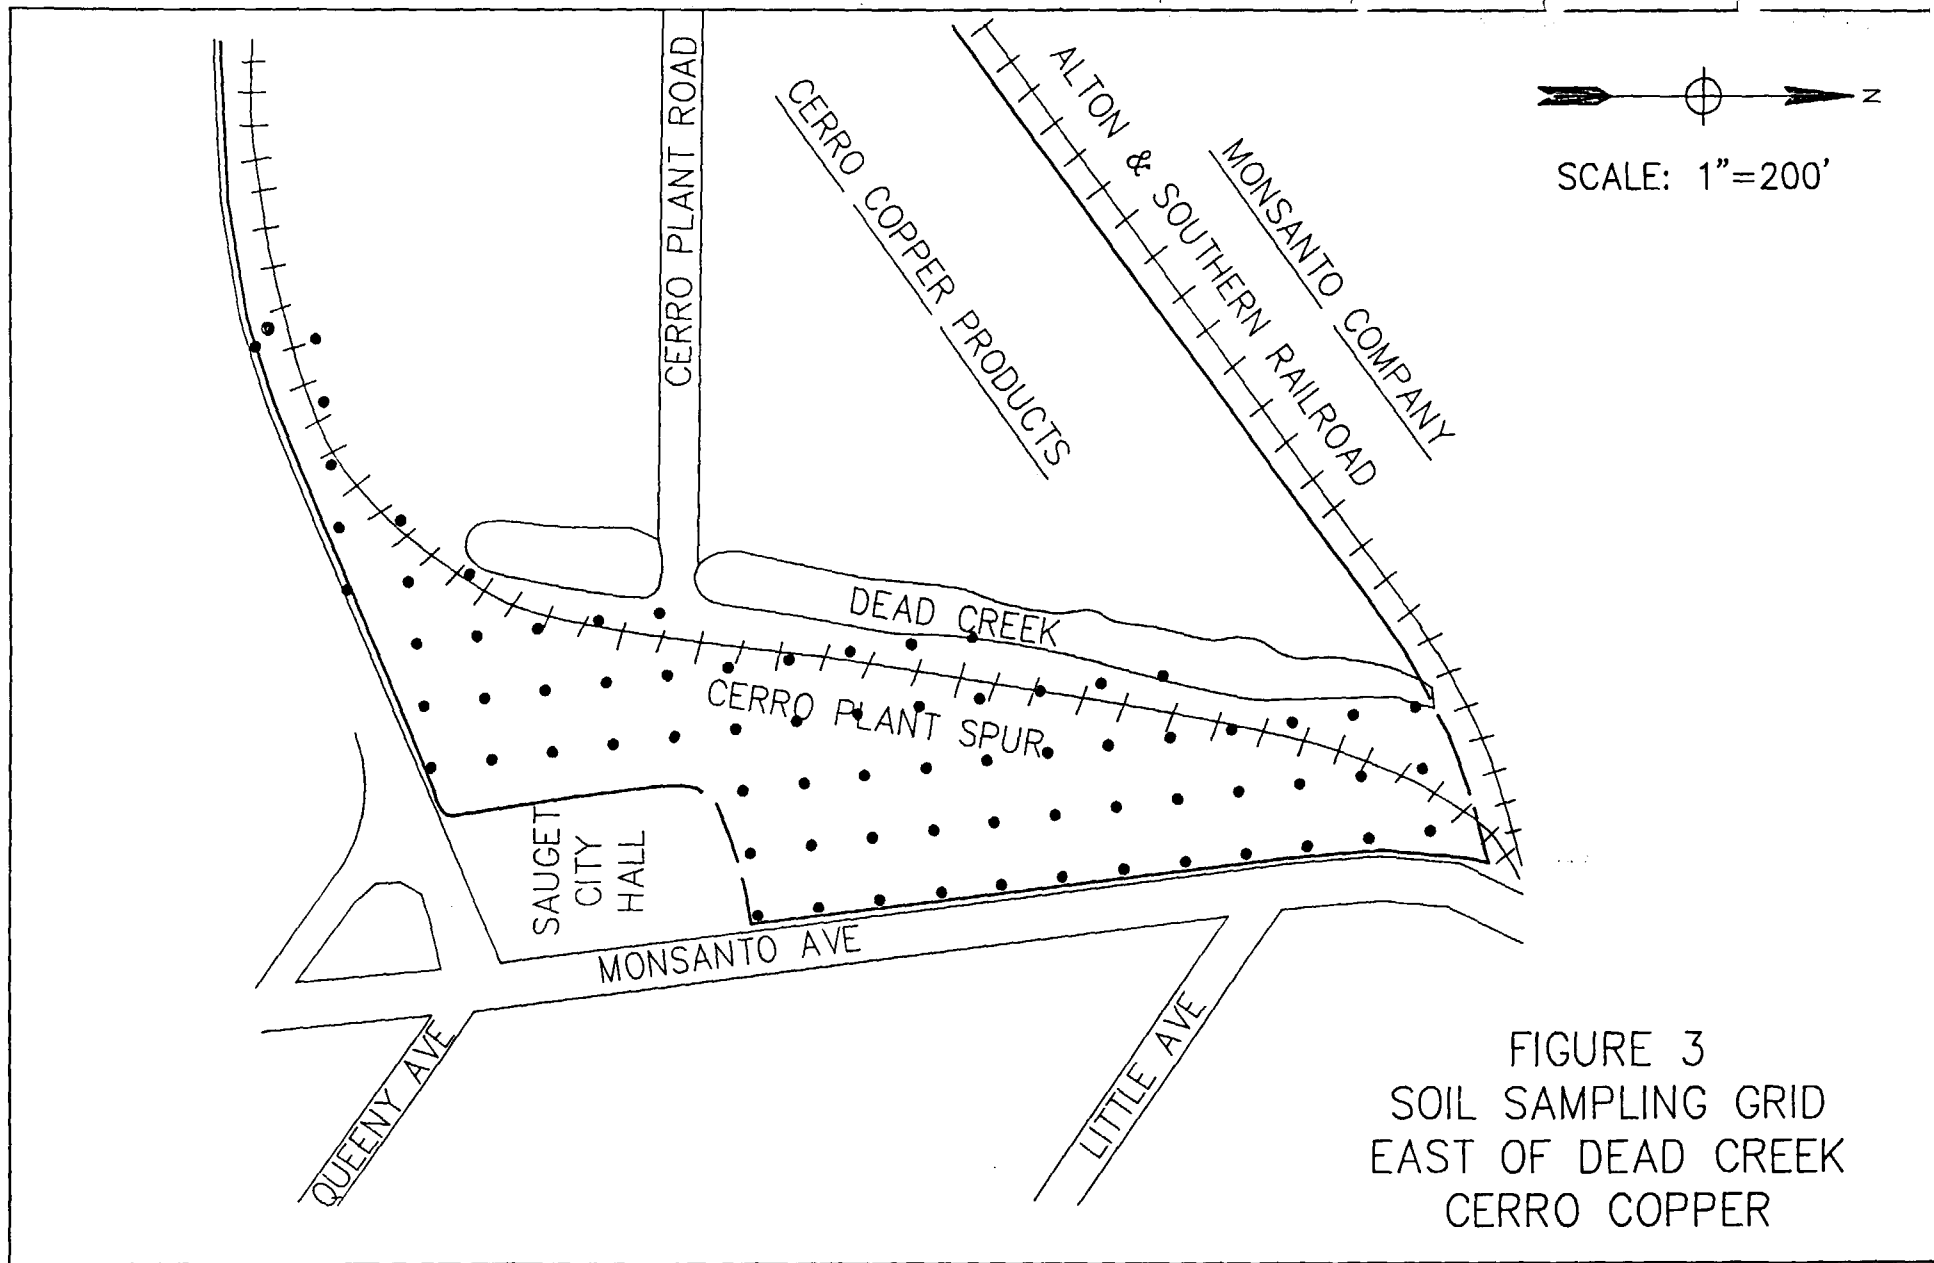 N
SCALE: 1"=200'
CERRO PLANT ROAD
CERRO COPPER PRODUCTS
ALTON & SOUTHERN RAILROAD
MONSANTO COMPANY
DEAD CREEK
CERRO PLANT SPUR
SAUGET
CITY
HALL
MONSANTO AVE
QUEENY AVE
LITTLE AVE
FIGURE 3
SOIL SAMPLING GRID
EAST OF DEAD CREEK
CERRO COPPER